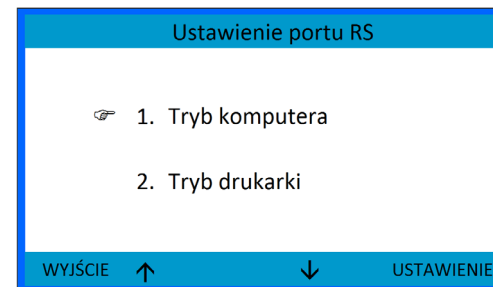 Ustawienie portu RS
☞ 1. Tryb komputera
2. Tryb drukarki
WYJŚCIE ↑ ↓ USTAWIENIE